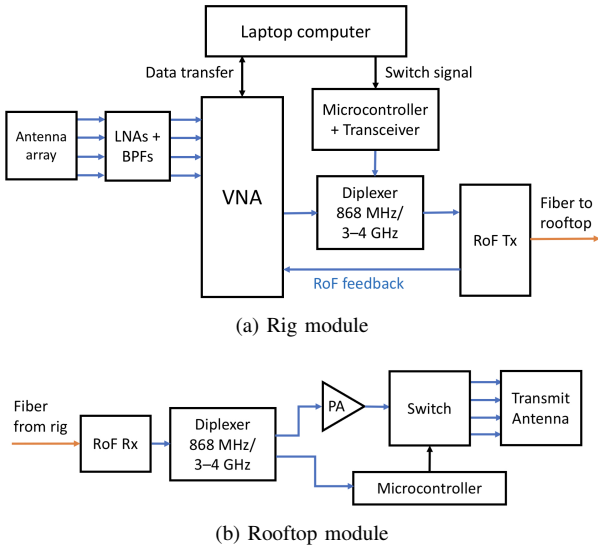 Laptop computer
Data transfer
Switch signal
Antenna
array
LNAs +
BPFs
VNA
Microcontroller
+ Transceiver
Diplexer
868 MHz/
3–4 GHz
RoF Tx
Fiber to
rooftop
RoF feedback
(a) Rig module
Fiber
from rig
RoF Rx
Diplexer
868 MHz/
3–4 GHz
PA
Switch
Transmit
Antenna
Microcontroller
(b) Rooftop module